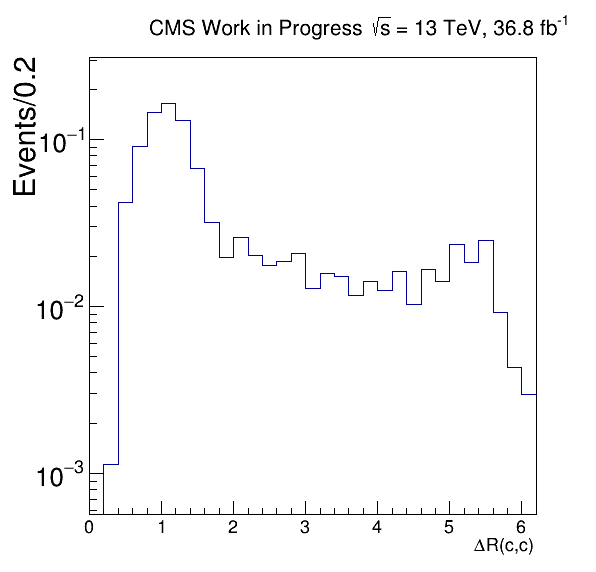 CMS Work in Progress √s = 13 TeV, 36.8 fb⁻¹
Events/0.2
10⁻¹
10⁻²
10⁻³
0 1 2 3 4 5 6
ΔR(c,c)